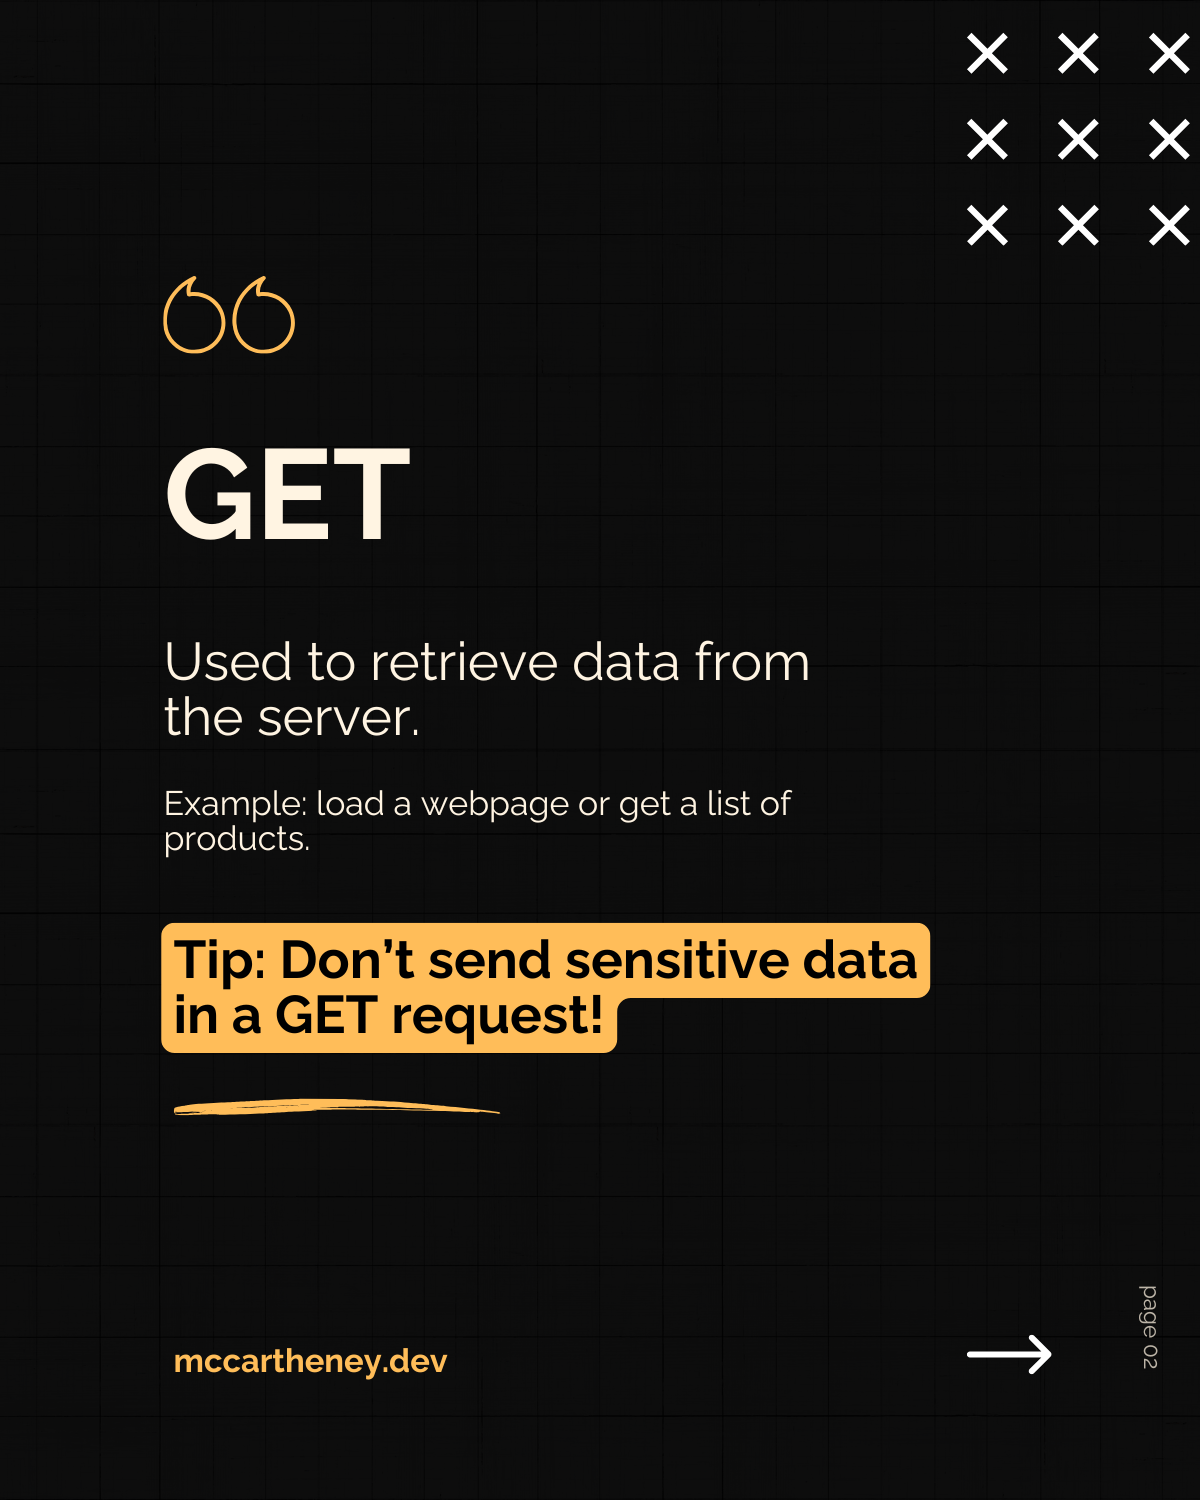 GET
Used to retrieve data from
the server.
Example: load a webpage or get a list of
products.
Tip: Don’t send sensitive data
in a GET request!
mccartheney.dev
page 02